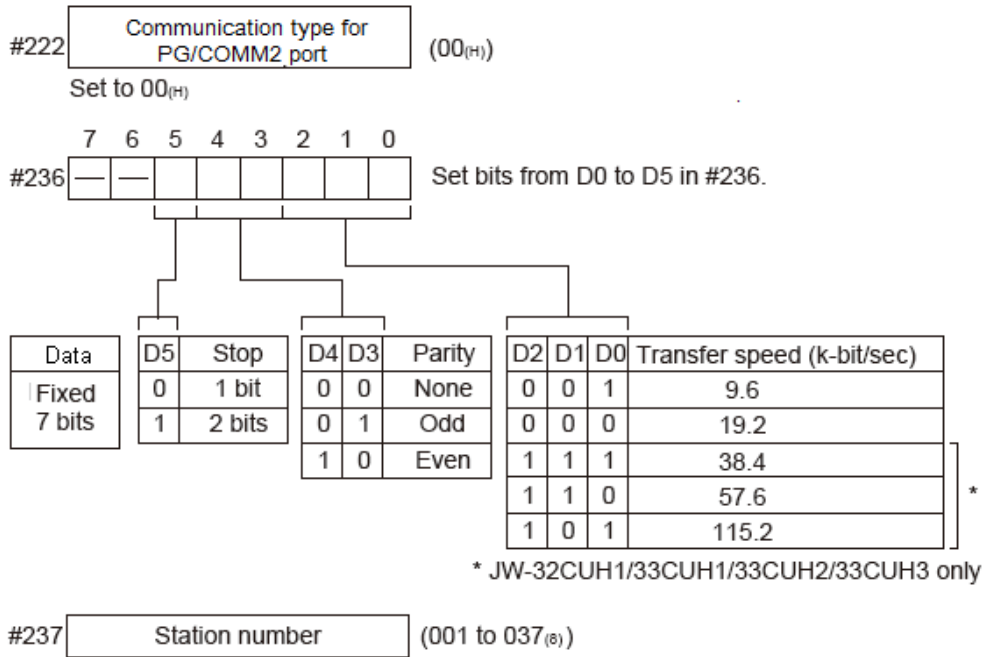 #222 Communication type for PG/COMM2 port (00(H))
Set to 00(H)
7 6 5 4 3 2 1 0
#236 — — Set bits from D0 to D5 in #236.
Data
Fixed
7 bits
D5 Stop
0 1 bit
1 2 bits
D4 D3 Parity
0 0 None
0 1 Odd
1 0 Even
D2 D1 D0 Transfer speed (k-bit/sec)
0 0 1 9.6
0 0 0 19.2
1 1 1 38.4
1 1 0 57.6
1 0 1 115.2
*
* JW-32CUH1/33CUH1/33CUH2/33CUH3 only
#237 Station number (001 to 037(8))